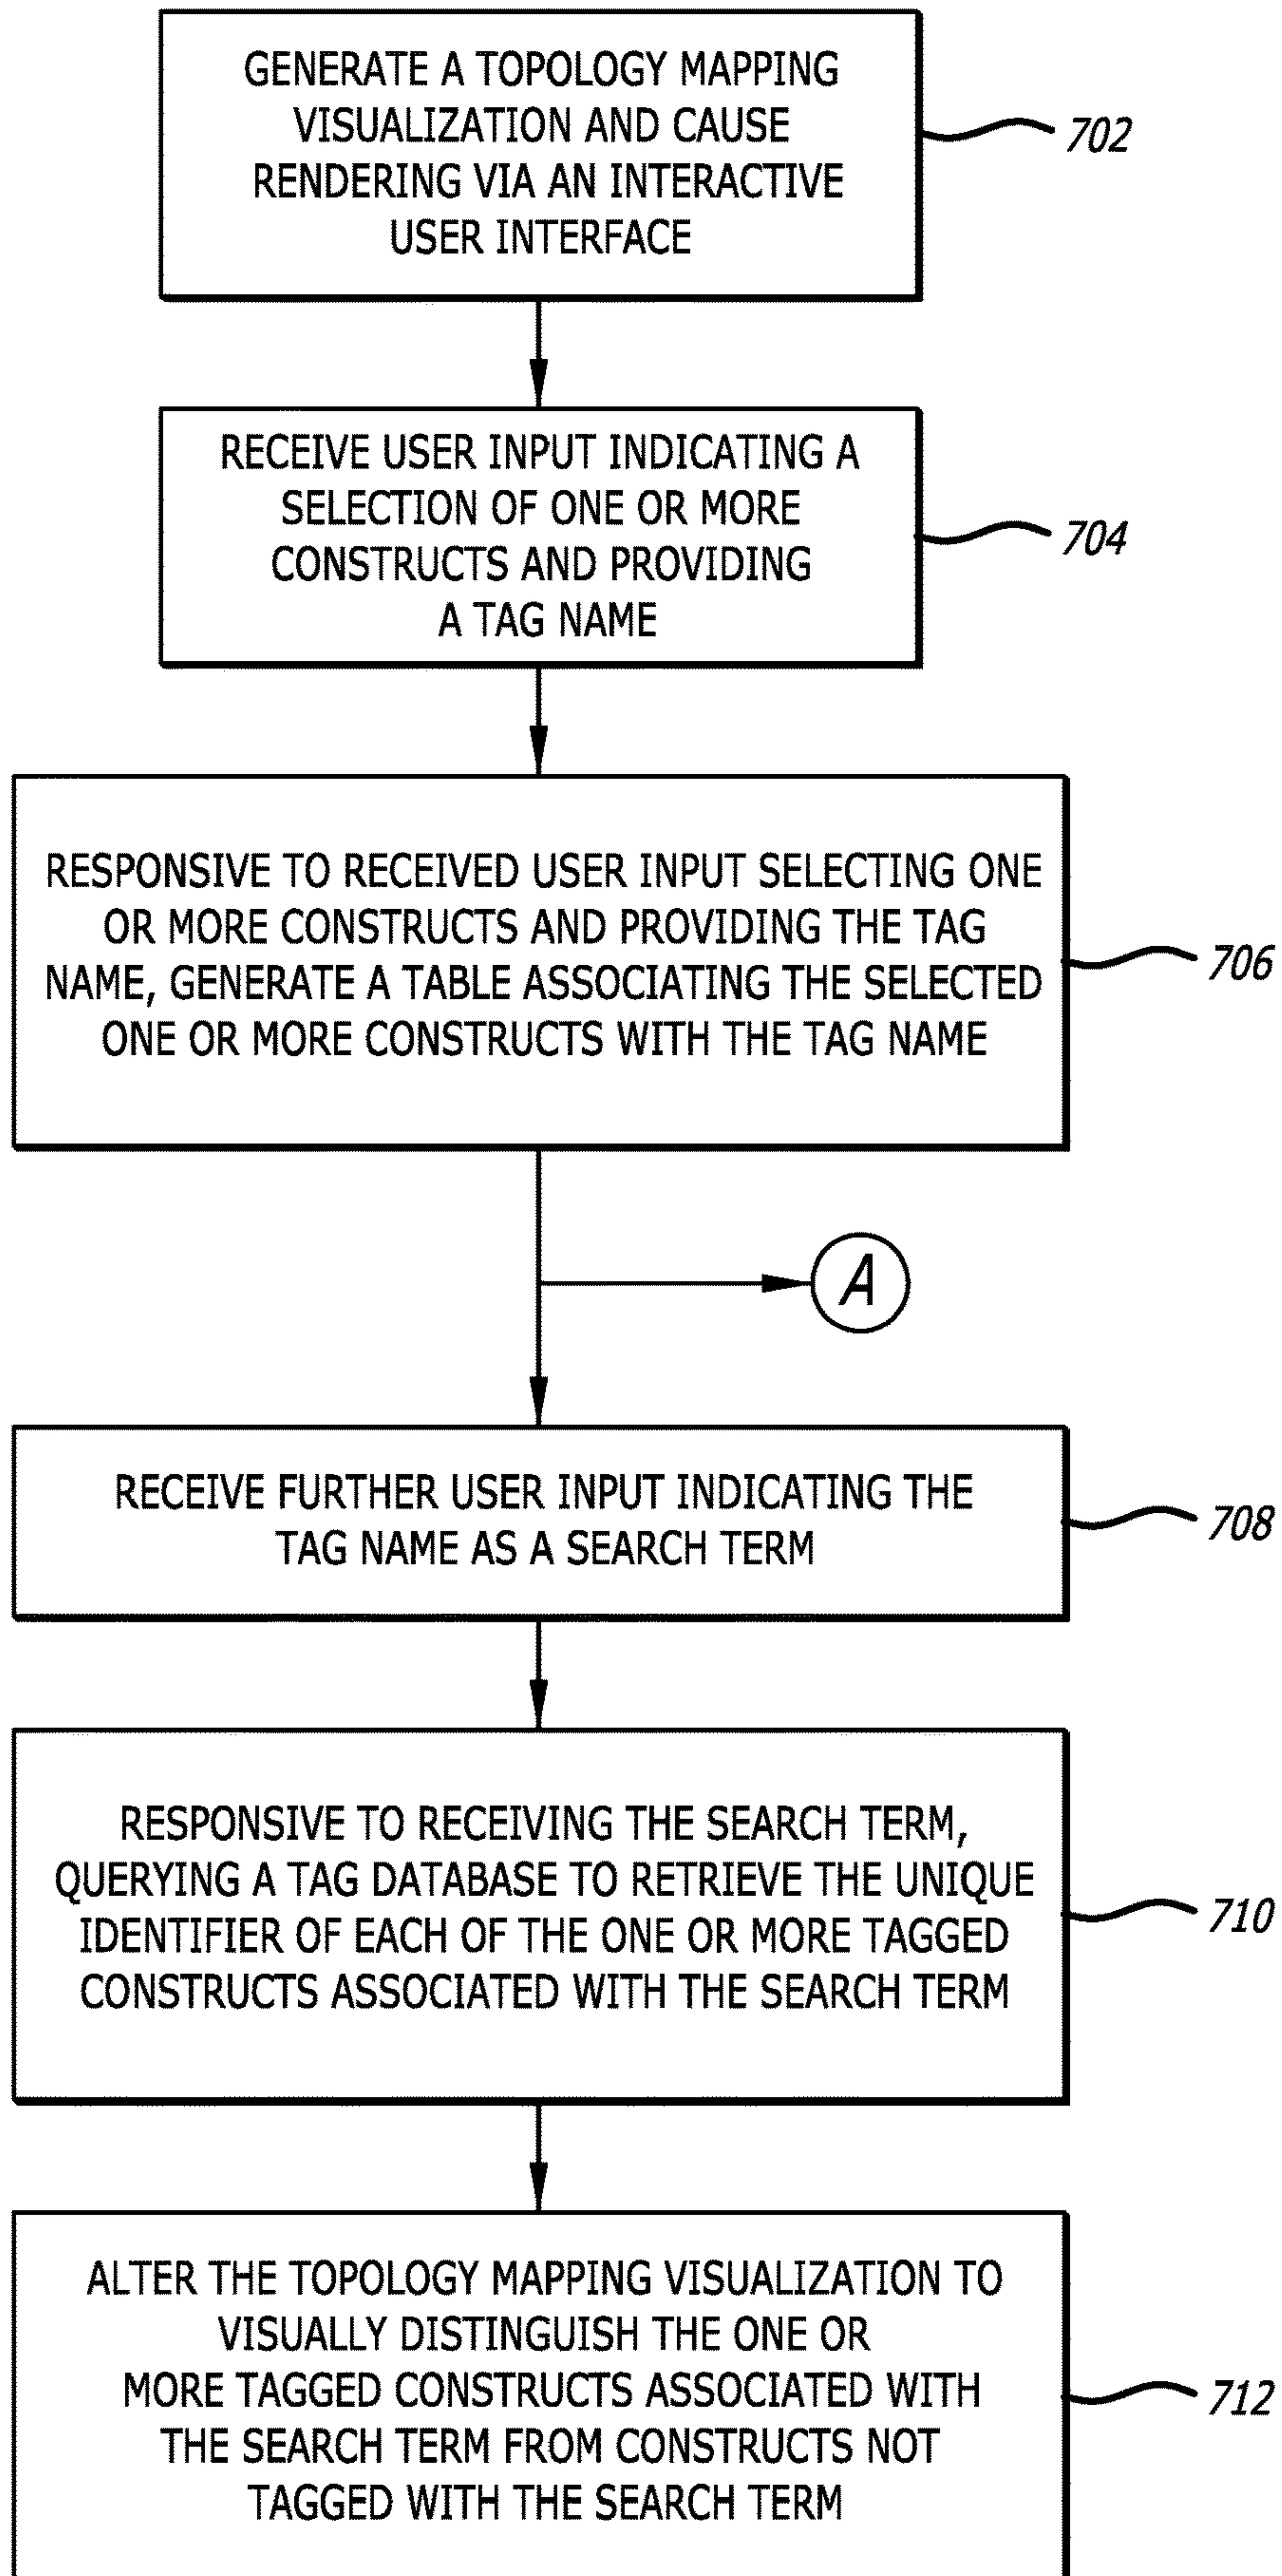 GENERATE A TOPOLOGY MAPPING
VISUALIZATION AND CAUSE
RENDERING VIA AN INTERACTIVE
USER INTERFACE
702
RECEIVE USER INPUT INDICATING A
SELECTION OF ONE OR MORE
CONSTRUCTS AND PROVIDING
A TAG NAME
704
RESPONSIVE TO RECEIVED USER INPUT SELECTING ONE
OR MORE CONSTRUCTS AND PROVIDING THE TAG
NAME, GENERATE A TABLE ASSOCIATING THE SELECTED
ONE OR MORE CONSTRUCTS WITH THE TAG NAME
706
A
RECEIVE FURTHER USER INPUT INDICATING THE
TAG NAME AS A SEARCH TERM
708
RESPONSIVE TO RECEIVING THE SEARCH TERM,
QUERYING A TAG DATABASE TO RETRIEVE THE UNIQUE
IDENTIFIER OF EACH OF THE ONE OR MORE TAGGED
CONSTRUCTS ASSOCIATED WITH THE SEARCH TERM
710
ALTER THE TOPOLOGY MAPPING VISUALIZATION TO
VISUALLY DISTINGUISH THE ONE OR
MORE TAGGED CONSTRUCTS ASSOCIATED WITH
THE SEARCH TERM FROM CONSTRUCTS NOT
TAGGED WITH THE SEARCH TERM
712